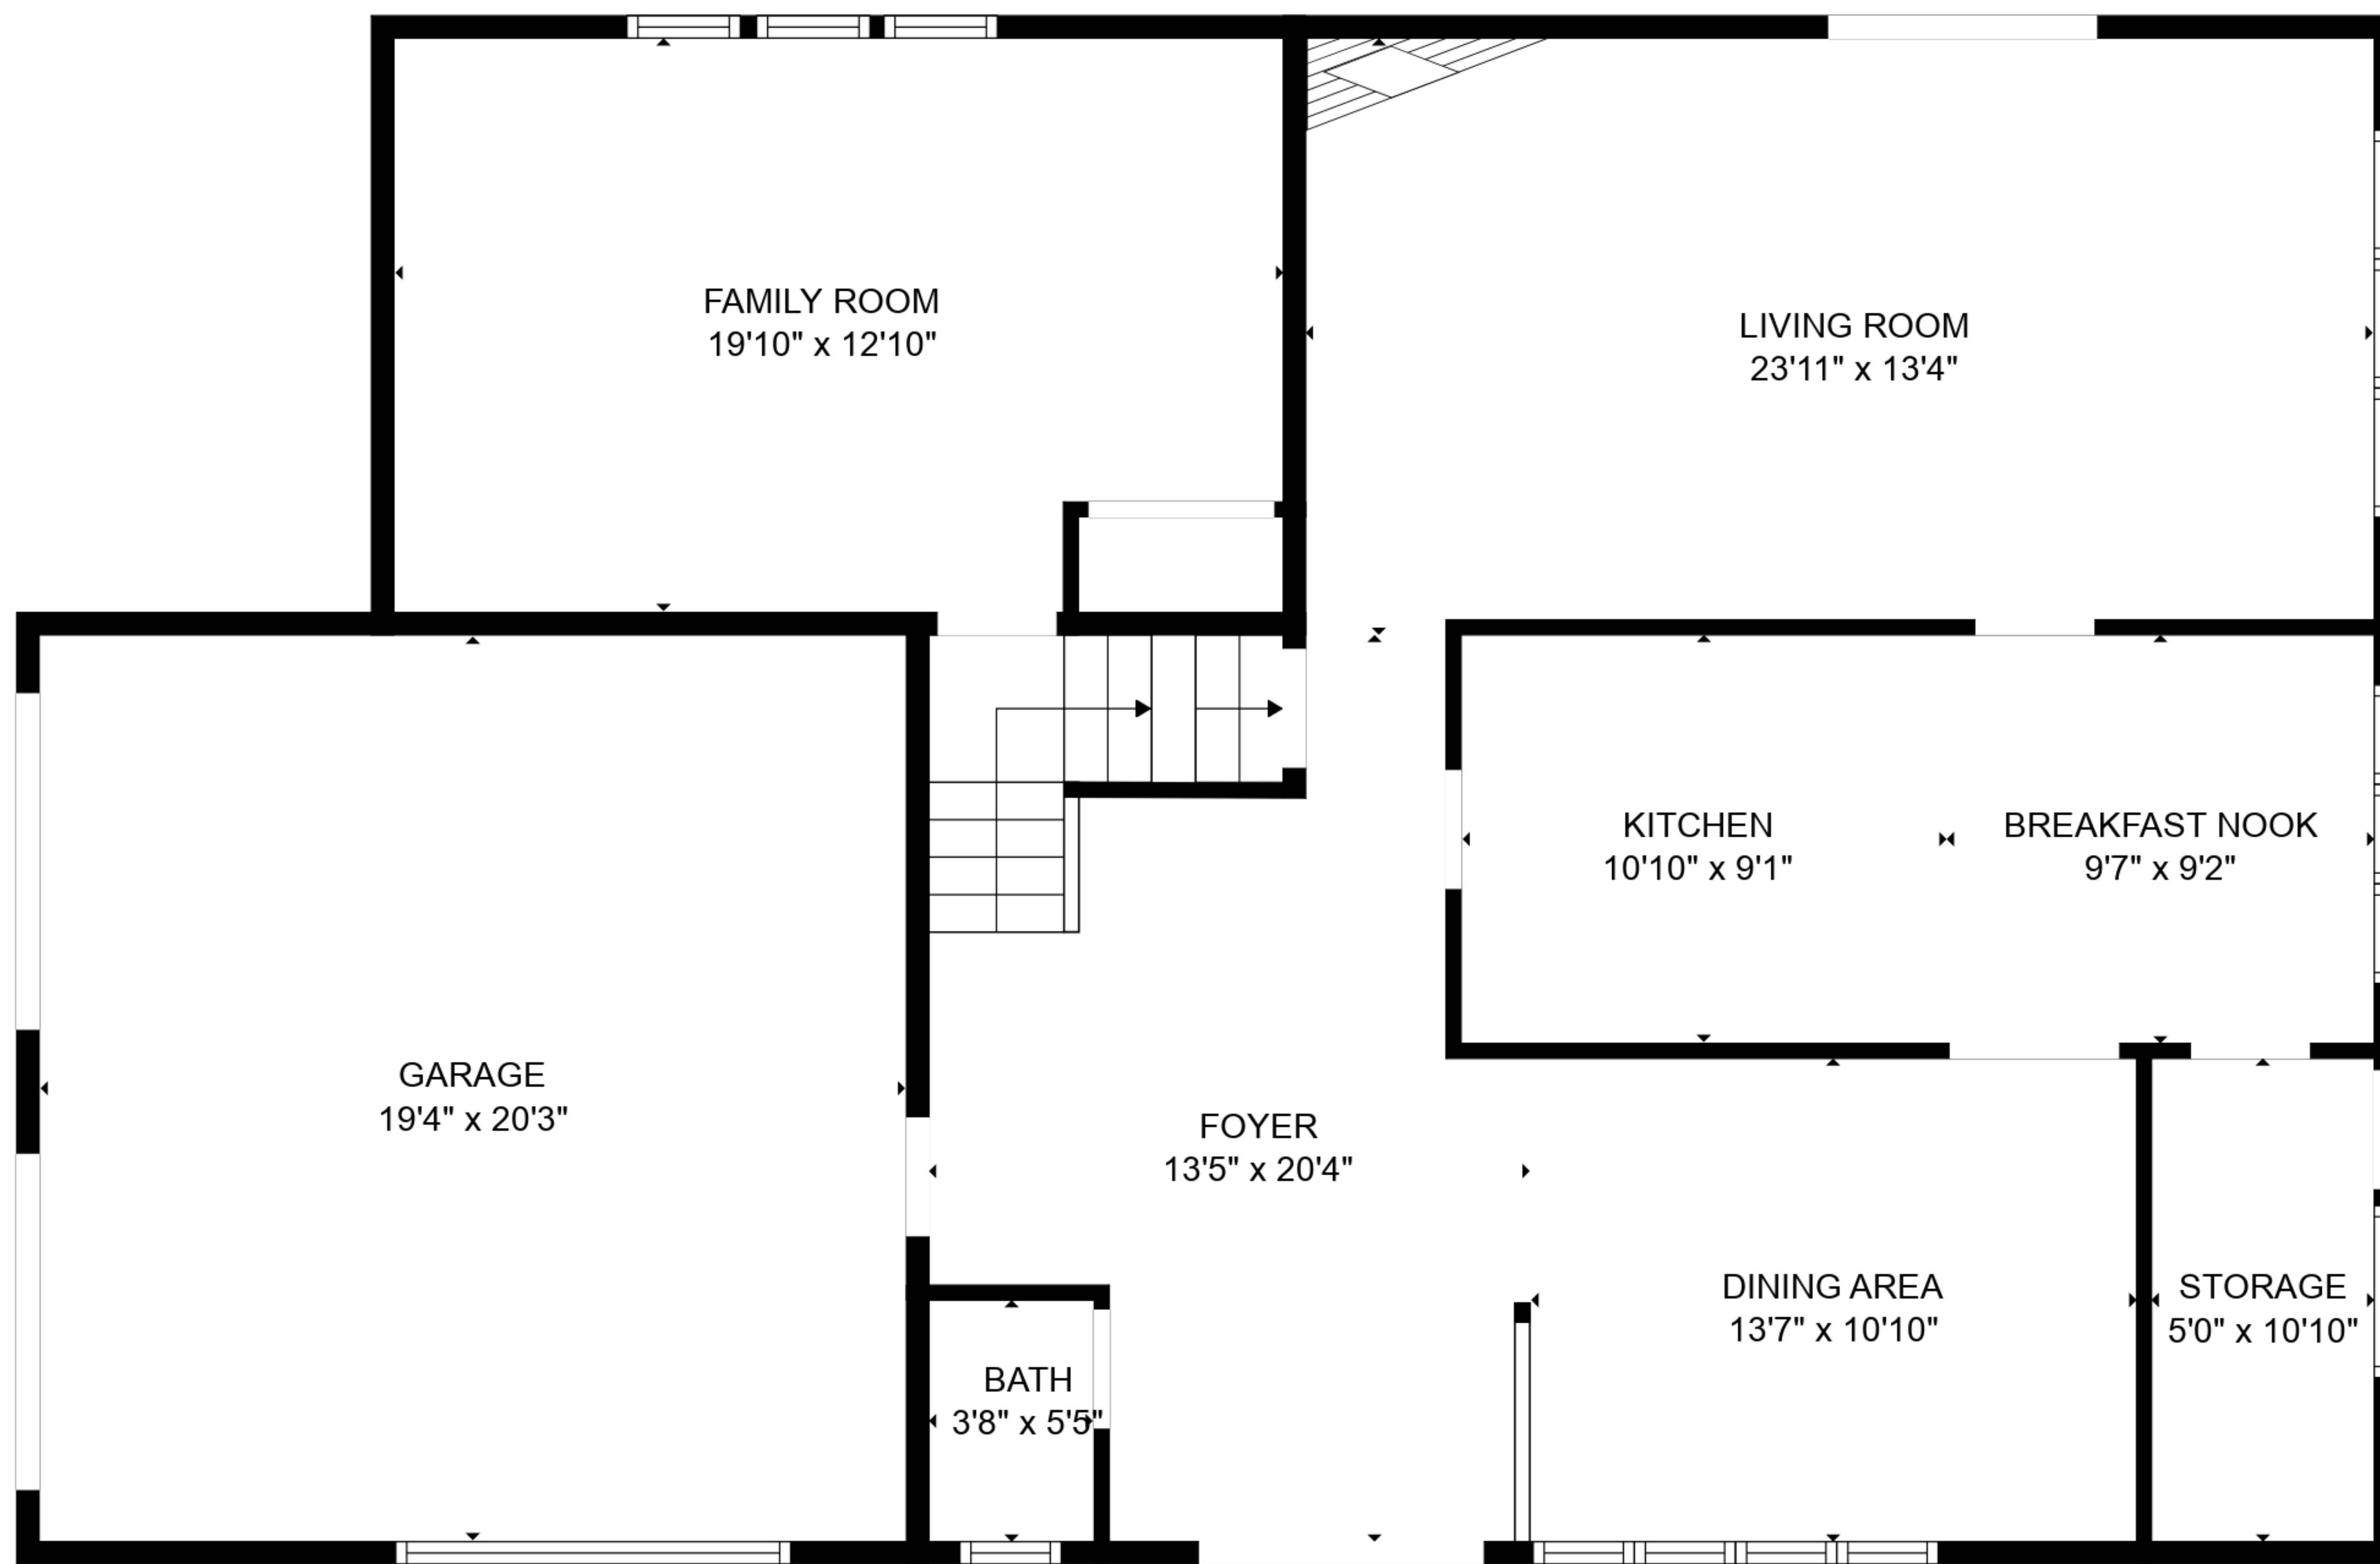 FAMILY ROOM
19'10" x 12'10"
LIVING ROOM
23'11" x 13'4"
KITCHEN
10'10" x 9'1"
BREAKFAST NOOK
9'7" x 9'2"
GARAGE
19'4" x 20'3"
FOYER
13'5" x 20'4"
DINING AREA
13'7" x 10'10"
STORAGE
5'0" x 10'10"
BATH
3'8" x 5'5"